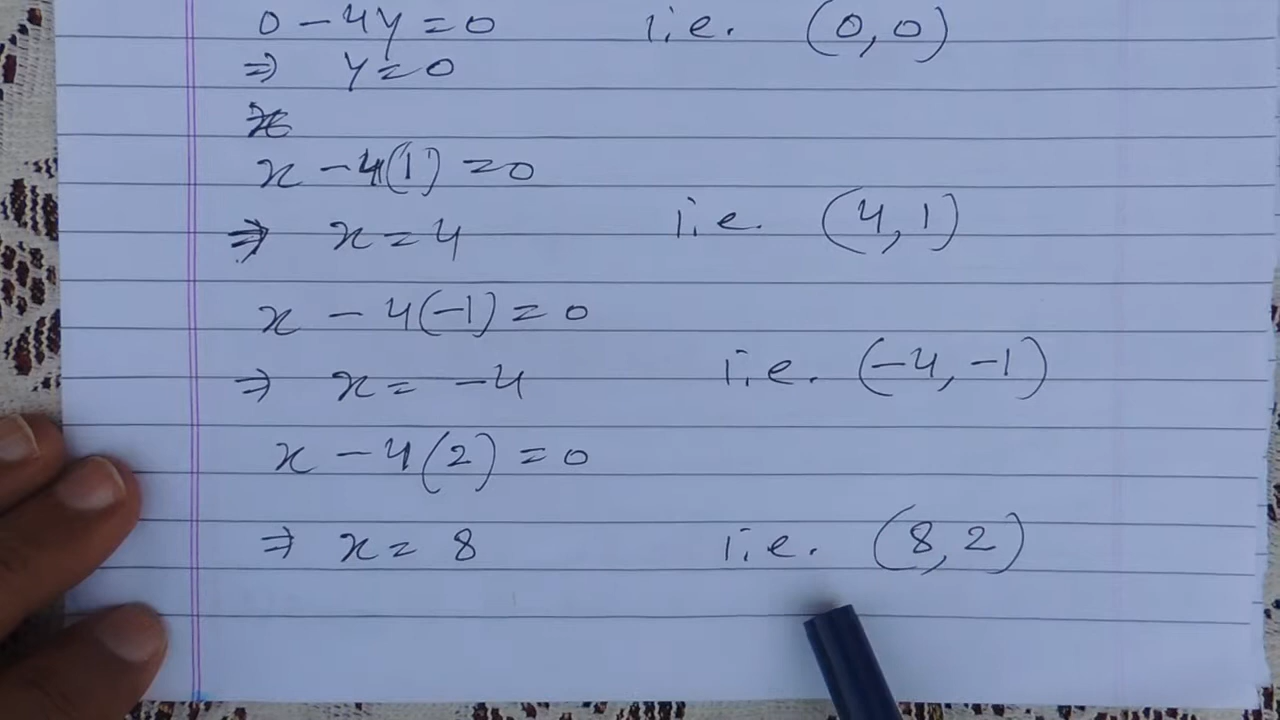 0 - 4y = 0 i.e. (0, 0)
⇒ y = 0
x - 4(1) = 0
⇒ x = 4 i.e. (4, 1)
x - 4(-1) = 0
⇒ x = -4 i.e. (-4, -1)
x - 4(2) = 0
⇒ x = 8 i.e. (8, 2)